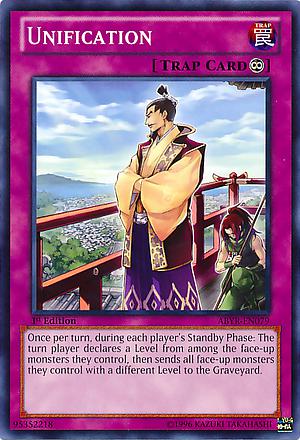 UNIFICATION
TRAP
罠
[TRAP CARD∞]
1st Edition
ABYR-EN079
Once per turn, during each player's Standby Phase: The
turn player declares a Level from among the face-up
monsters they control, then sends all face-up monsters
they control with a different Level to the Graveyard.
95352218
©1996 KAZUKI TAKAHASHI